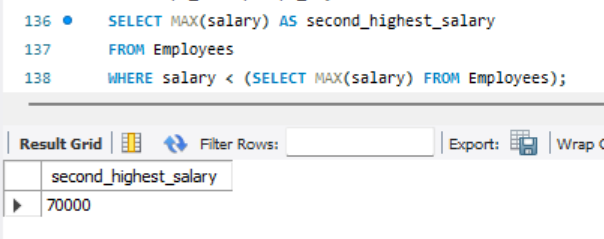 136 SELECT MAX(salary) AS second_highest_salary
137 FROM Employees
138 WHERE salary < (SELECT MAX(salary) FROM Employees);
Result Grid Filter Rows: Export: Wrap C
second_highest_salary
70000